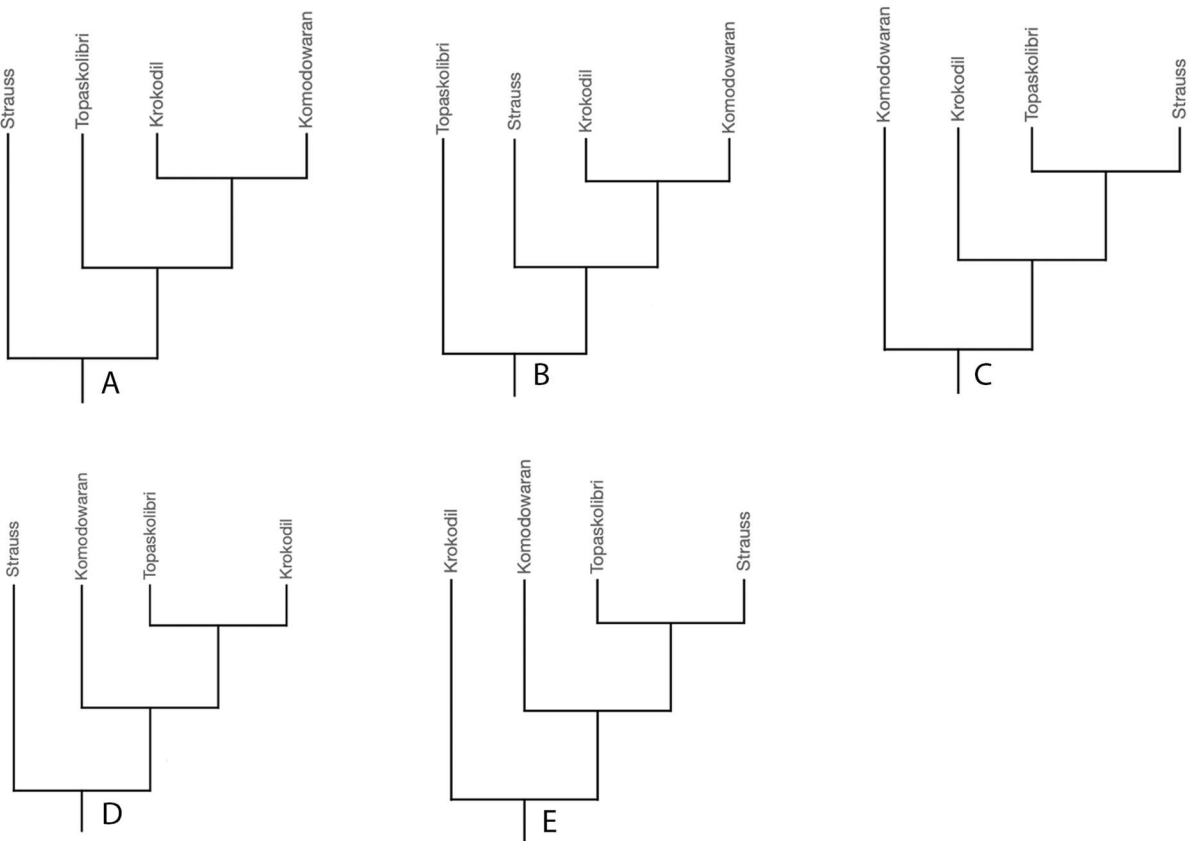 Strauss
Topaskolibri
Krokodil
Komodowaran
A
Topaskolibri
Strauss
Krokodil
Komodowaran
B
Komodowaran
Krokodil
Topaskolibri
Strauss
C
Strauss
Komodowaran
Topaskolibri
Krokodil
D
Krokodil
Komodowaran
Topaskolibri
Strauss
E